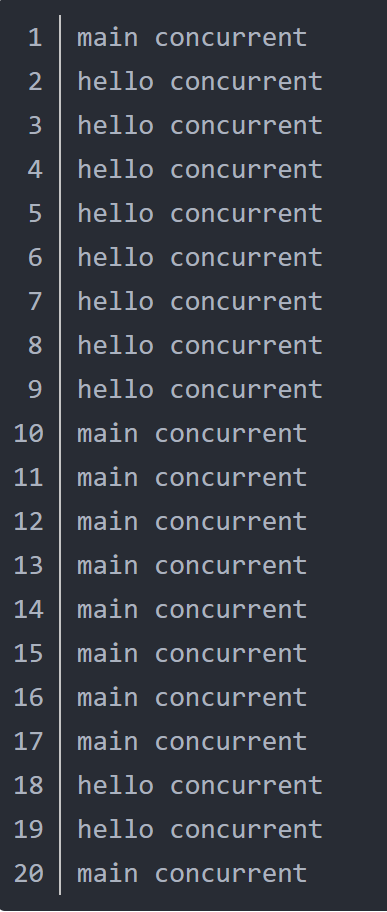 1 main concurrent
2 hello concurrent
3 hello concurrent
4 hello concurrent
5 hello concurrent
6 hello concurrent
7 hello concurrent
8 hello concurrent
9 hello concurrent
10 main concurrent
11 main concurrent
12 main concurrent
13 main concurrent
14 main concurrent
15 main concurrent
16 main concurrent
17 main concurrent
18 hello concurrent
19 hello concurrent
20 main concurrent